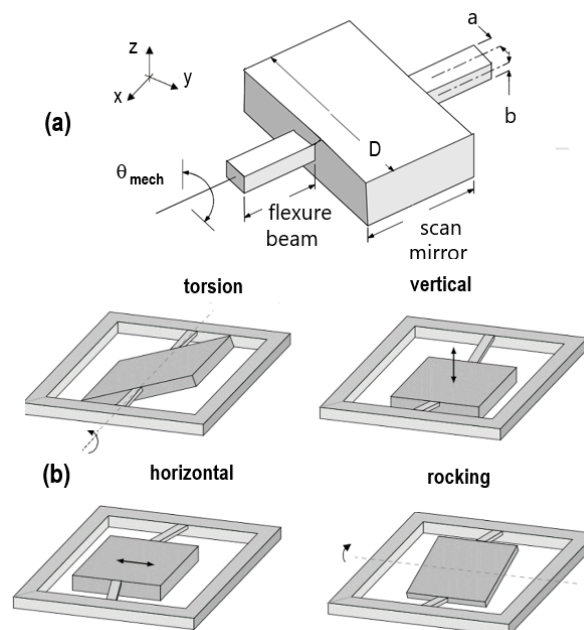 a
z
y
x
(a)
b
D
θmech
flexure
beam
scan
mirror
torsion
vertical
(b)
horizontal
rocking